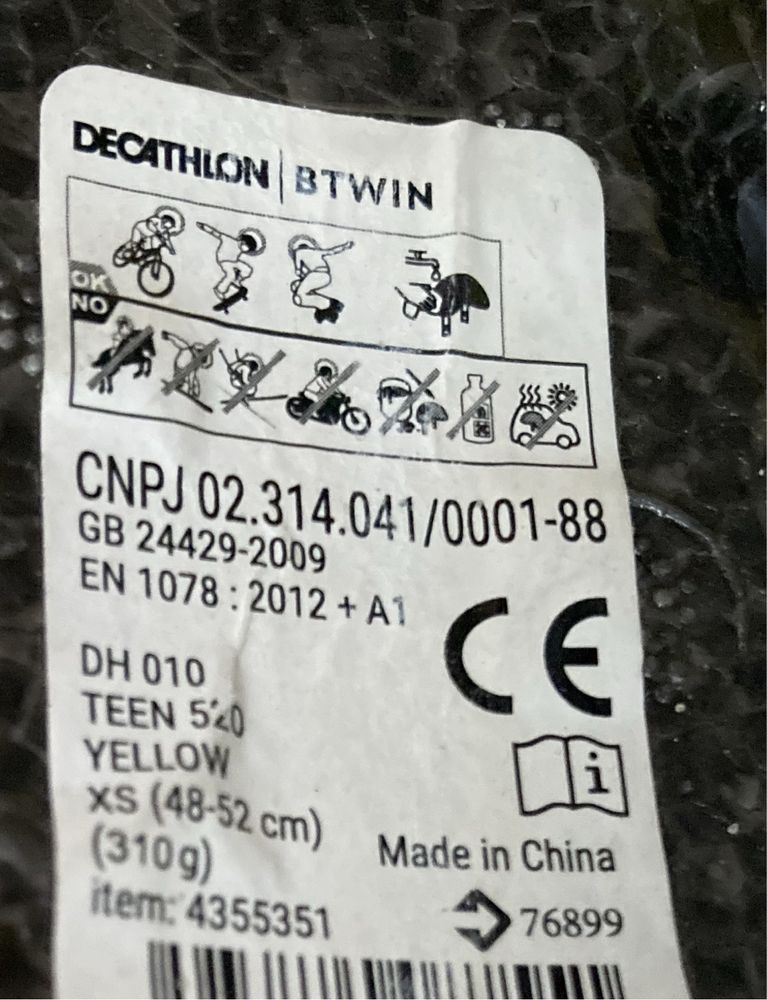 DECATHLON | BTWIN
OK
NO
CNPJ 02.314.041/0001-88
GB 24429-2009
EN 1078 : 2012 + A1
CE
DH 010
TEEN 520
YELLOW
XS (48-52 cm)
(310g)
i
Made in China
item: 4355351
76899